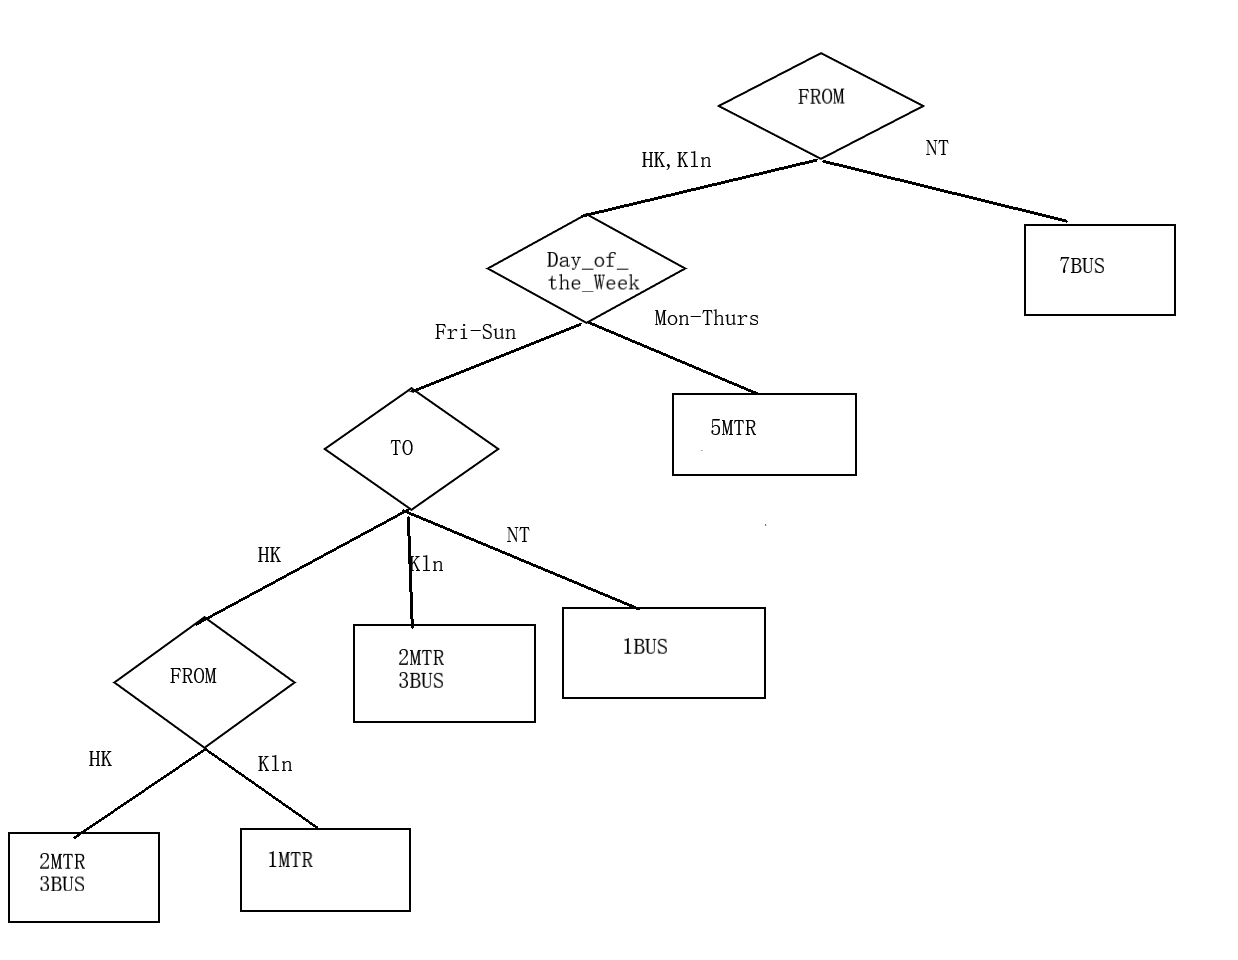 FROM
HK,Kln
NT
Day_of_
the_Week
7BUS
Fri-Sun
Mon-Thurs
TO
5MTR
HK
Kln
NT
FROM
2MTR
3BUS
1BUS
HK
Kln
2MTR
3BUS
1MTR